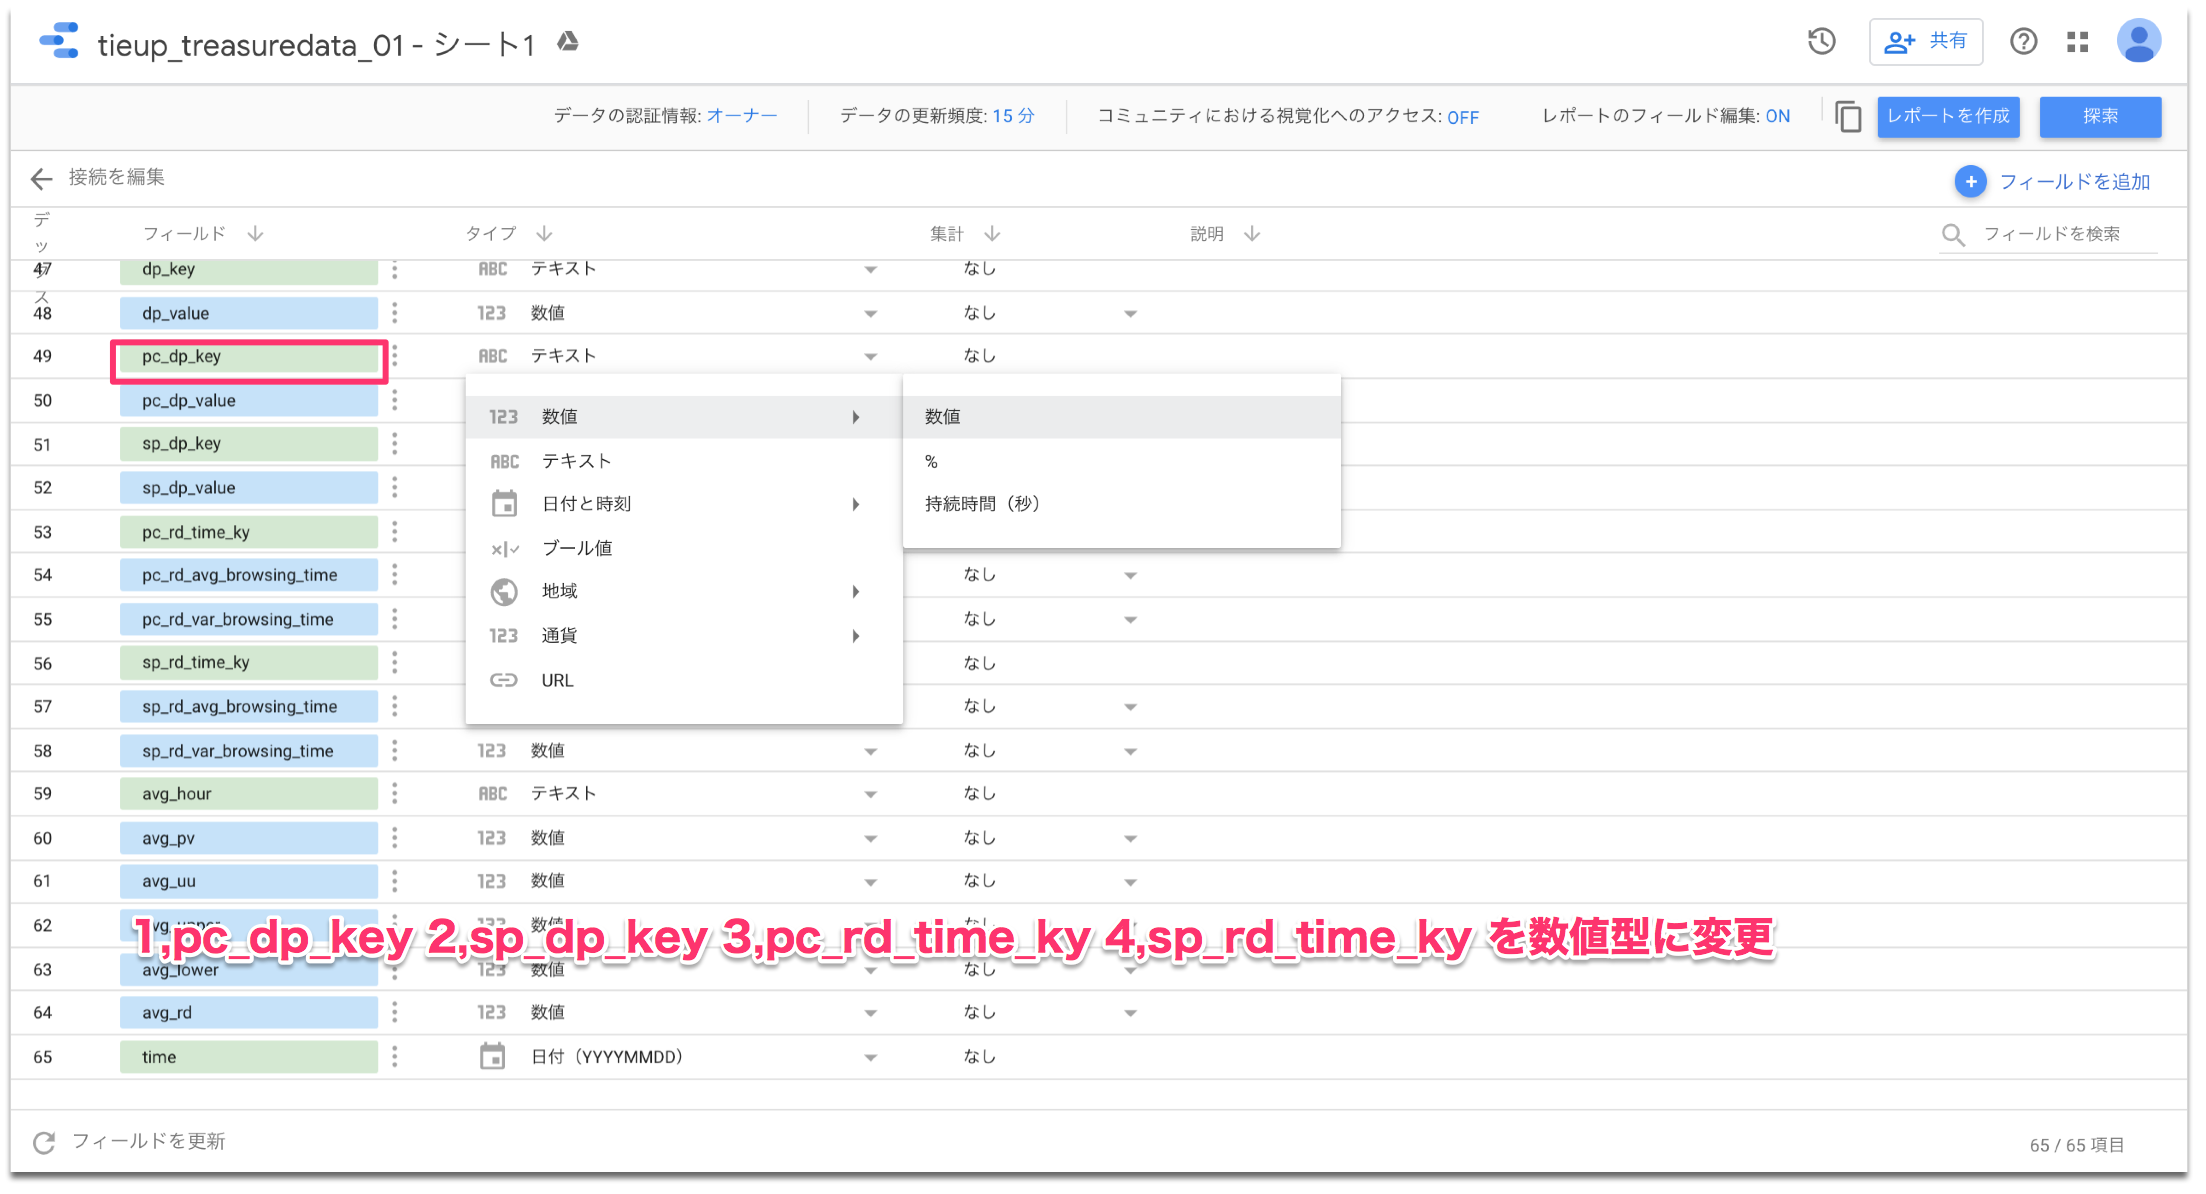 tieup_treasuredata_01 - シート1
共有
データの認証情報: オーナー
データの更新頻度: 15 分
コミュニティにおける視覚化へのアクセス: OFF
レポートのフィールド編集: ON
レポートを作成
探索
接続を編集
フィールドを追加
デ
ッ
ク
ス
フィールド
タイプ
集計
説明
フィールドを検索
47 dp_key ABC テキスト なし
48 dp_value 123 数値 なし
49 pc_dp_key ABC テキスト なし
50 pc_dp_value
51 sp_dp_key
52 sp_dp_value
53 pc_rd_time_ky
54 pc_rd_avg_browsing_time なし
55 pc_rd_var_browsing_time なし
56 sp_rd_time_ky なし
57 sp_rd_avg_browsing_time なし
123 数値
ABC テキスト
日付と時刻
ブール値
地域
123 通貨
URL
数値
%
持続時間（秒）
58 sp_rd_var_browsing_time 123 数値 なし
59 avg_hour ABC テキスト なし
60 avg_pv 123 数値 なし
61 avg_uu 123 数値 なし
62 avg_upper 123 数値 なし
1,pc_dp_key 2,sp_dp_key 3,pc_rd_time_ky 4,sp_rd_time_ky を数値型に変更
63 avg_lower 123 数値 なし
64 avg_rd 123 数値 なし
65 time 日付（YYYYMMDD） なし
フィールドを更新
65 / 65 項目